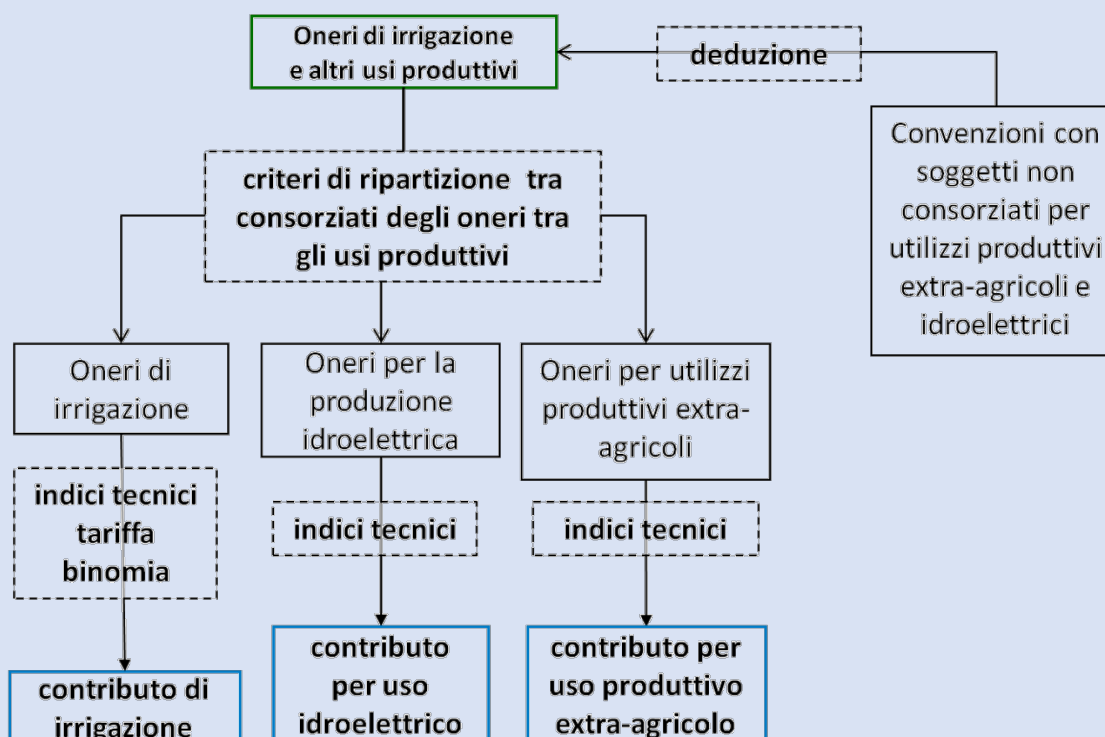 Oneri di irrigazione
e altri usi produttivi
deduzione
Convenzioni con
soggetti non
consorziati per
utilizzi produttivi
extra-agricoli e
idroelettrici
criteri di ripartizione tra
consorziati degli oneri tra
gli usi produttivi
Oneri di
irrigazione
Oneri per la
produzione
idroelettrica
Oneri per utilizzi
produttivi extra-
agricoli
indici tecnici
tariffa
binomia
indici tecnici
indici tecnici
contributo di
irrigazione
contributo
per uso
idroelettrico
contributo per
uso produttivo
extra-agricolo